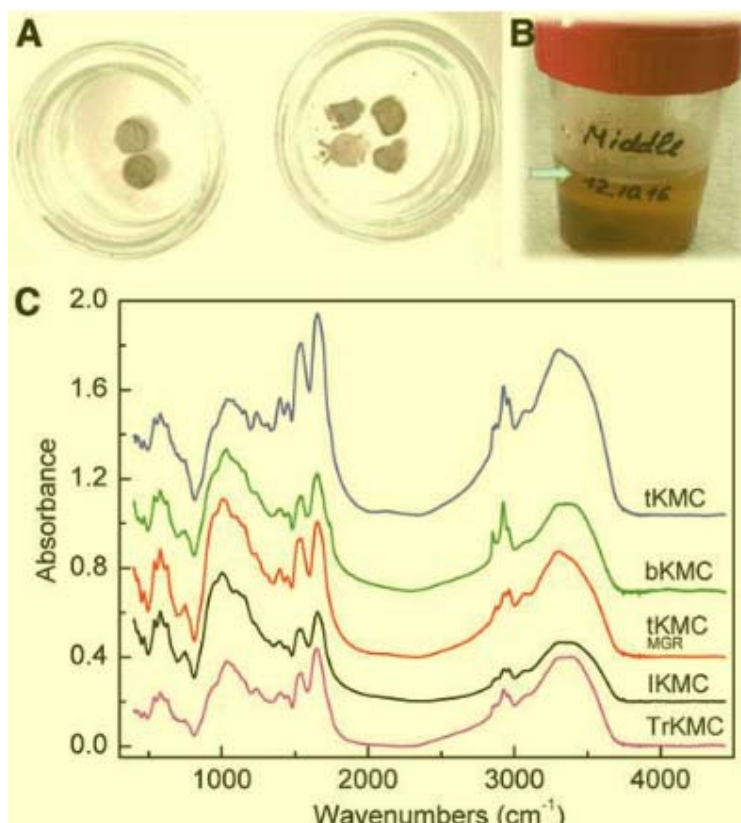 A
B
Middle
12.10.16
C
2.0
1.6
1.2
0.8
0.4
0.0
Absorbance
tKMC
bKMC
tKMC
MGR
IKMC
TrKMC
1000
2000
3000
4000
Wavenumbers (cm⁻¹)